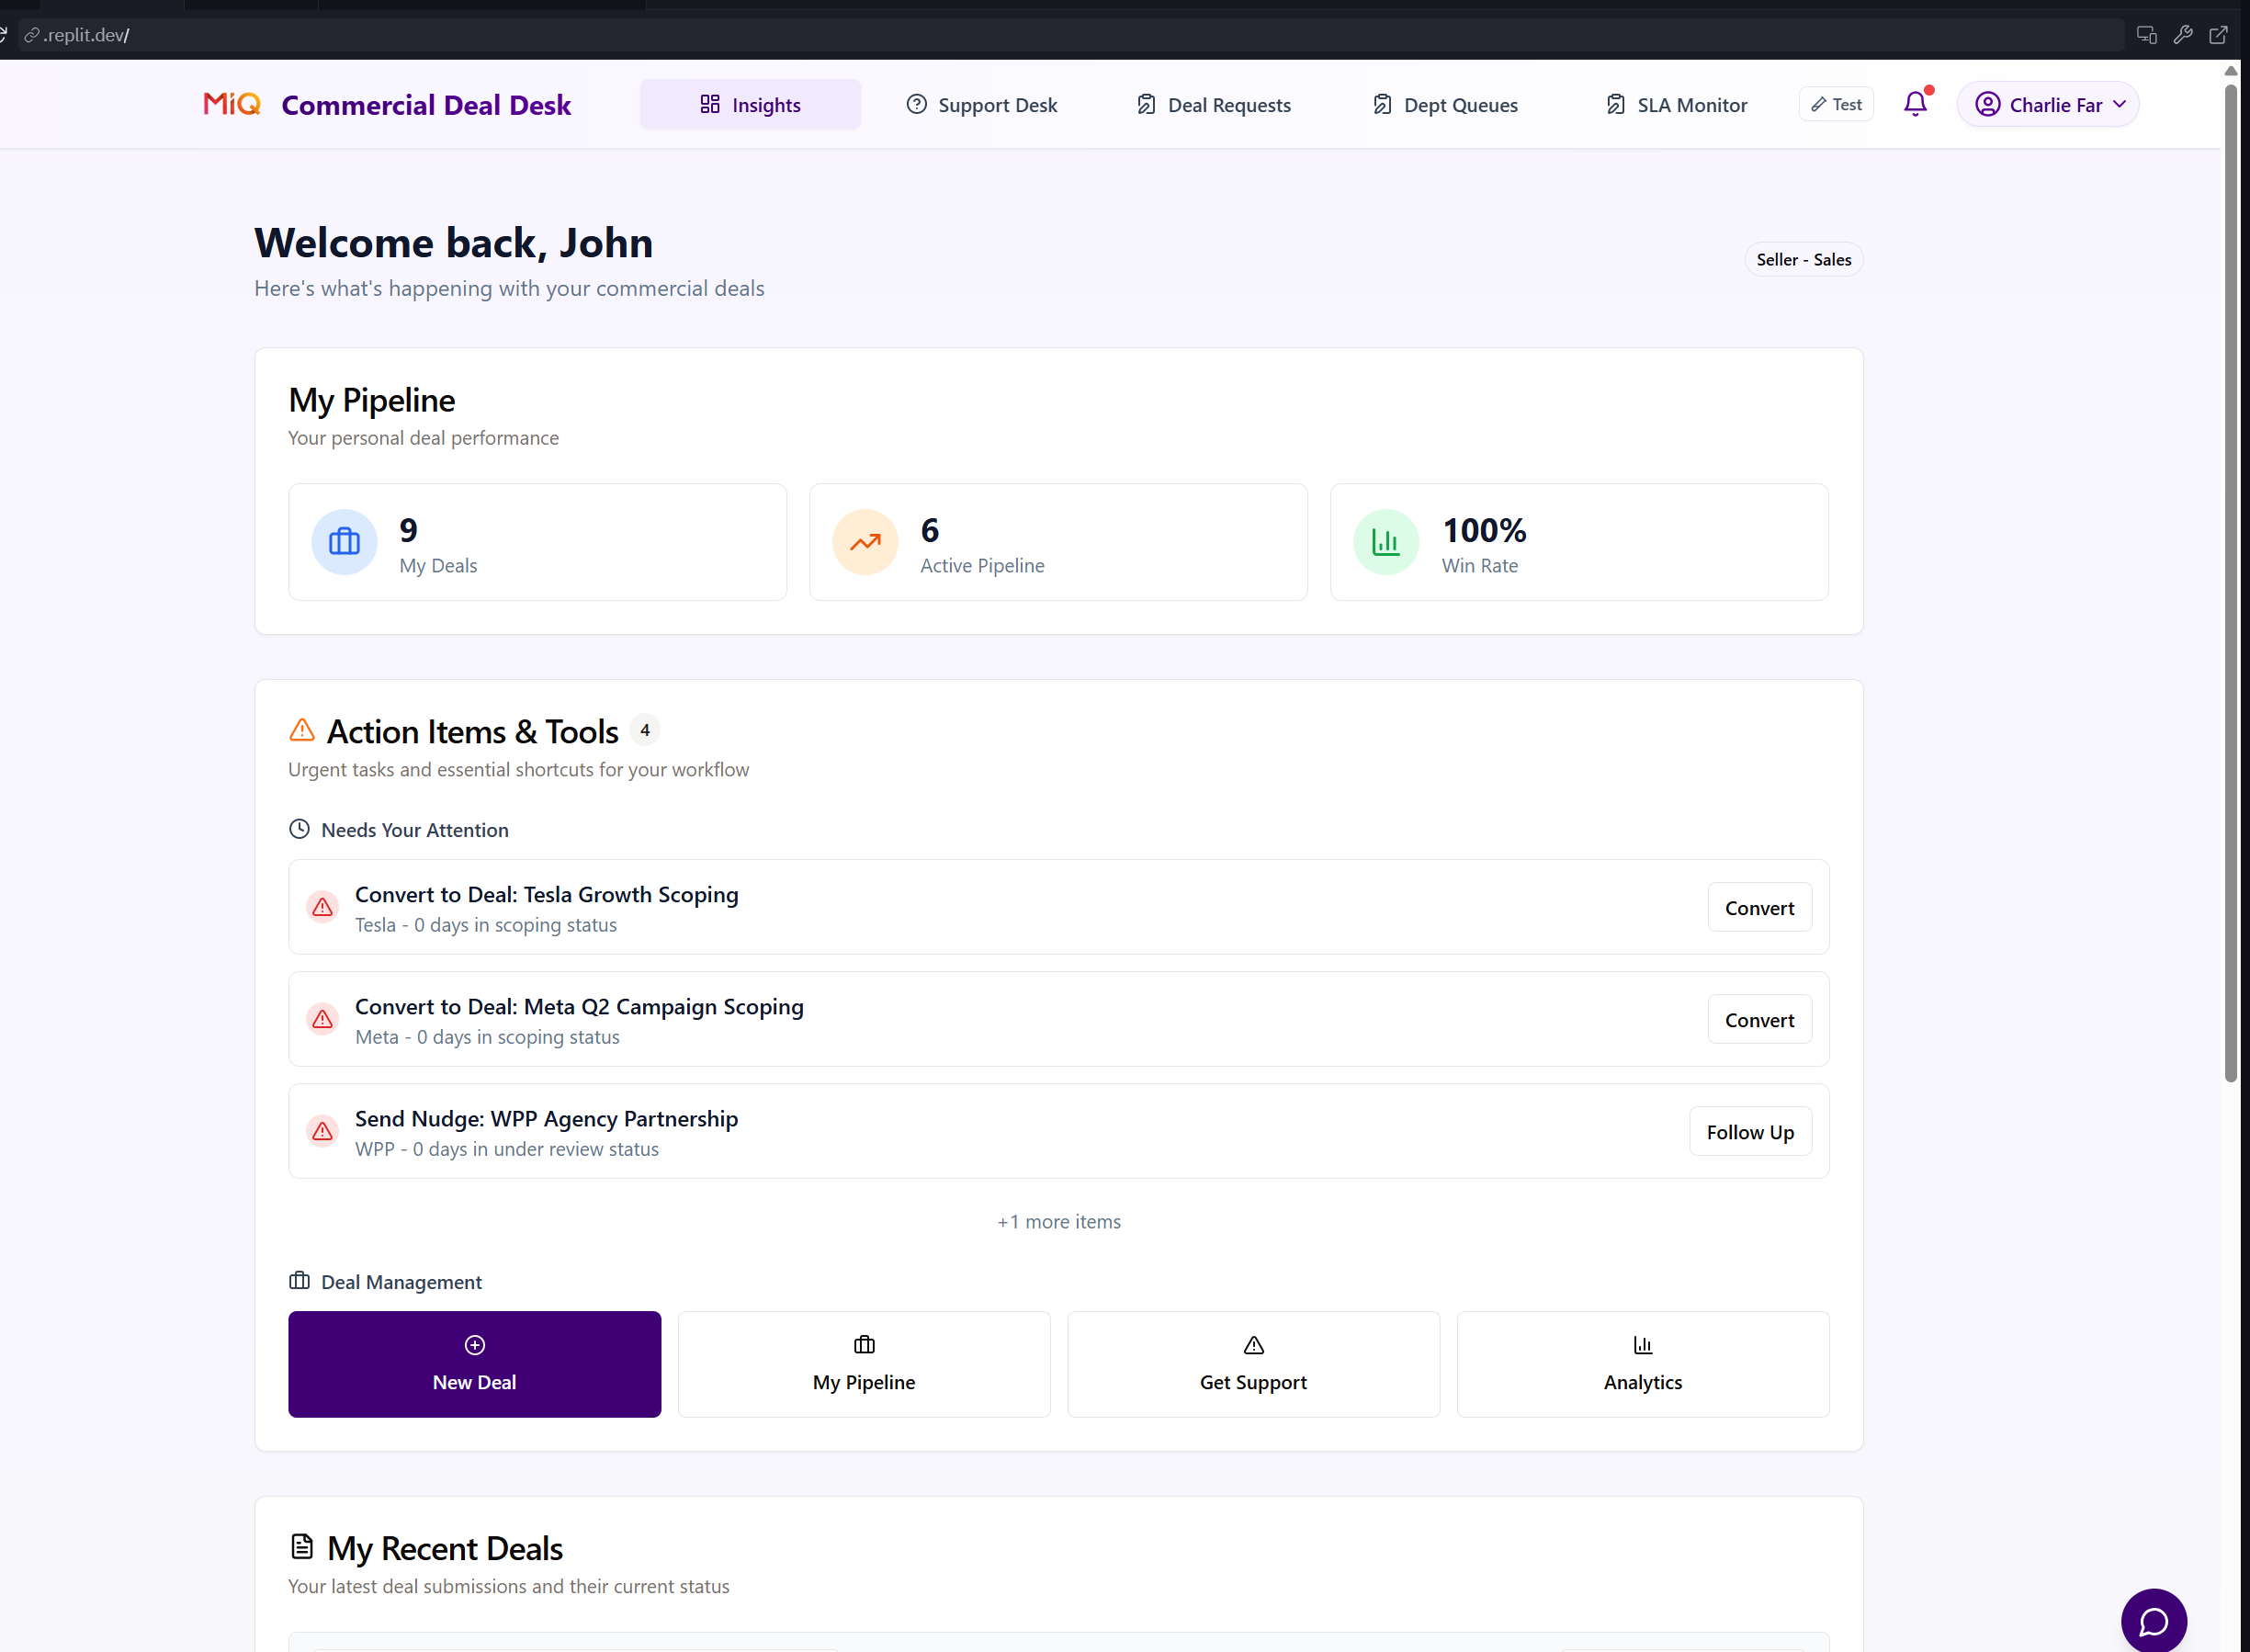 .replit.dev/
MiQ Commercial Deal Desk Insights Support Desk Deal Requests Dept Queues SLA Monitor Test Charlie Far
Welcome back, John
Seller - Sales
Here's what's happening with your commercial deals
My Pipeline
Your personal deal performance
9
My Deals
6
Active Pipeline
100%
Win Rate
Action Items & Tools 4
Urgent tasks and essential shortcuts for your workflow
Needs Your Attention
Convert to Deal: Tesla Growth Scoping
Tesla - 0 days in scoping status
Convert
Convert to Deal: Meta Q2 Campaign Scoping
Meta - 0 days in scoping status
Convert
Send Nudge: WPP Agency Partnership
WPP - 0 days in under review status
Follow Up
+1 more items
Deal Management
New Deal
My Pipeline
Get Support
Analytics
My Recent Deals
Your latest deal submissions and their current status